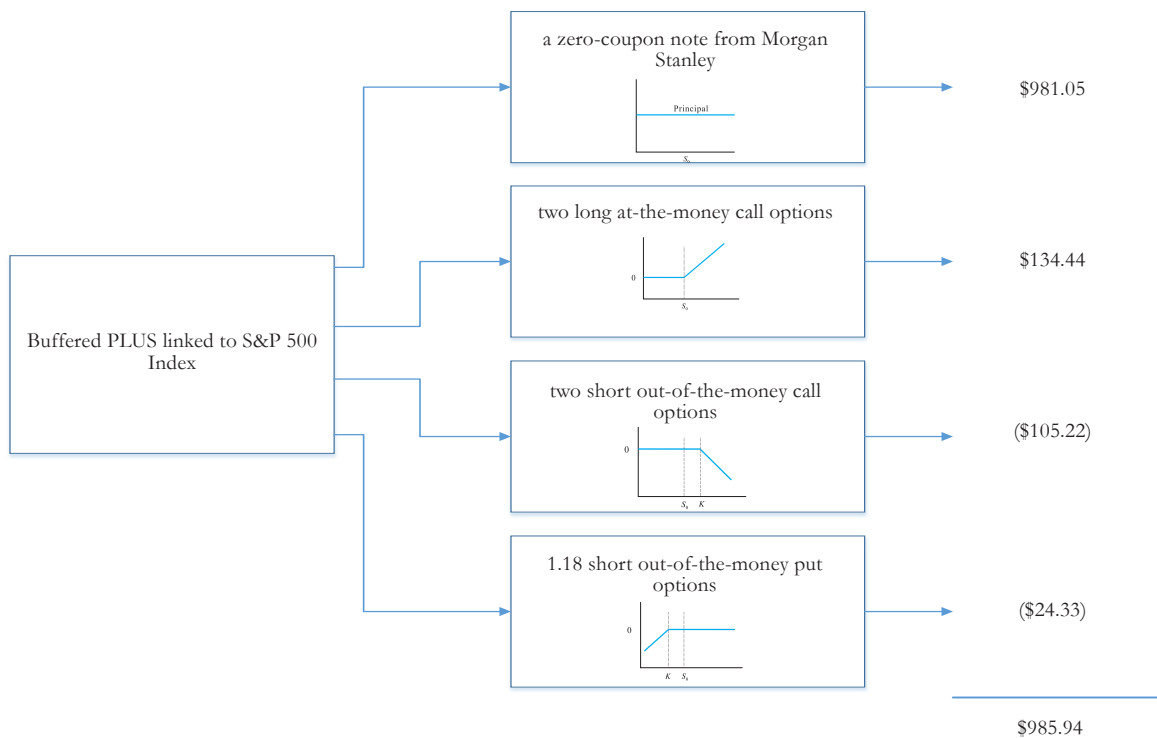 Buffered PLUS linked to S&P 500
Index
a zero-coupon note from Morgan
Stanley
Principal
S₀
$981.05
two long at-the-money call options
0
S₀
$134.44
two short out-of-the-money call
options
0
S₀ K
($105.22)
1.18 short out-of-the-money put
options
0
K S₀
($24.33)
$985.94